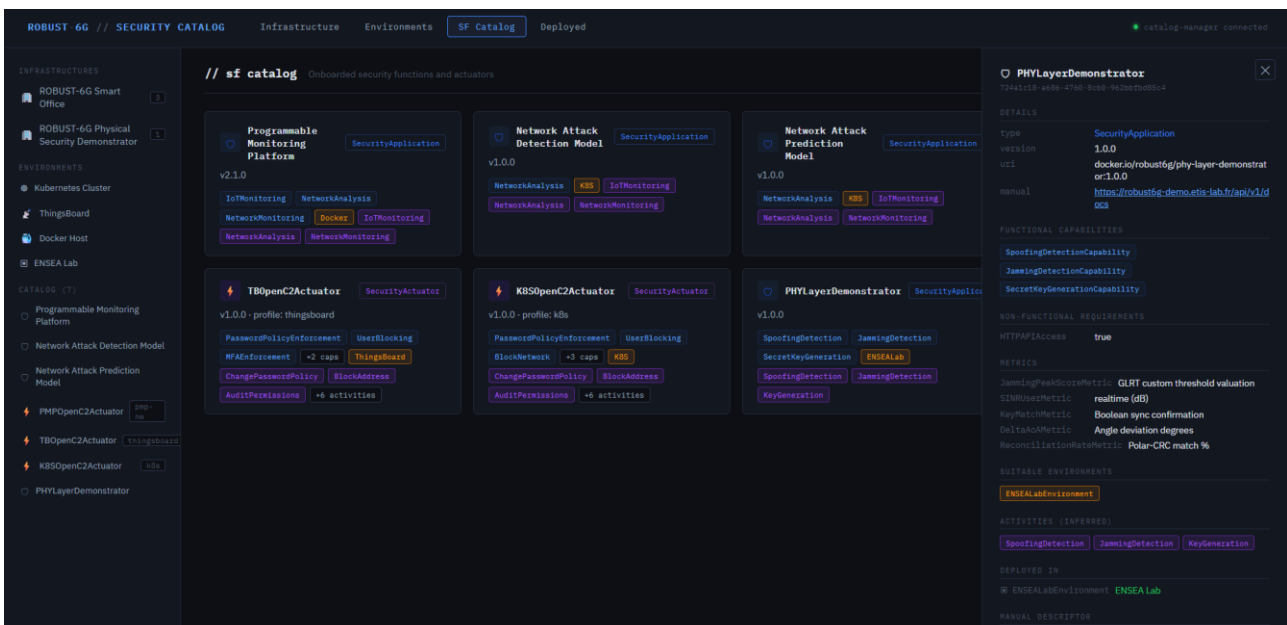 ROBUST-6G // SECURITY CATALOG
Infrastructure
Environments
SF Catalog
Deployed
catalog-manager connected
INFRASTRUCTURES
ROBUST-6G Smart
Office
ROBUST-6G Physical
Security Demonstrator
1
ENVIRONMENTS
Kubernetes Cluster
ThingsBoard
Docker Host
ENSEA Lab
CATALOG (7)
Programmable Monitoring
Platform
Network Attack Detection Model
Network Attack Prediction
Model
PMPOpenC2Actuator
TBOpenC2Actuator thingsboard
K8SOpenC2Actuator k8s
PHYLayerDemonstrator
// sf catalog Onboarded security functions and actuators
Programmable
Monitoring
Platform
SecurityApplication
v2.1.0
IoTMonitoring NetworkAnalysis
NetworkMonitoring Docker IoTMonitoring
NetworkAnalysis NetworkMonitoring
Network Attack
Detection Model
SecurityApplication
v1.0.0
NetworkAnalysis K8S IoTMonitoring
NetworkAnalysis NetworkMonitoring
Network Attack
Prediction
Model
SecurityApplication
v1.0.0
NetworkAnalysis K8S IoTMonitoring
NetworkAnalysis NetworkMonitoring
TBOpenC2Actuator SecurityActuator
v1.0.0 · profile: thingsboard
PasswordPolicyEnforcement UserBlocking
MFAEnforcement +2 caps ThingsBoard
ChangePasswordPolicy BlockAddress
AuditPermissions +6 activities
K8SOpenC2Actuator SecurityActuator
v1.0.0 · profile: k8s
PasswordPolicyEnforcement UserBlocking
BlockNetwork +3 caps K8S
ChangePasswordPolicy BlockAddress
AuditPermissions +6 activities
PHYLayerDemonstrator SecurityApplic
v1.0.0
SpoofingDetection JammingDetection
SecretKeyGeneration ENSEALab
SpoofingDetection JammingDetection
KeyGeneration
PHYLayerDemonstrator
DETAILS
type SecurityApplication
version 1.0.0
uri docker.io/robust6g/phy-layer-demonstrat
or:1.0.0
manual https://robust6g-demo.etis-lab.fr/api/v1/d
ocs
FUNCTIONAL CAPABILITIES
SpoofingDetectionCapability
JammingDetectionCapability
SecretKeyGenerationCapability
NON-FUNCTIONAL REQUIREMENTS
HTTPAPIAccess true
METRICS
JammingPeakScoreMetric GLRT custom threshold valuation
SINRUserMetric realtime (dB)
KeyMatchMetric Boolean sync confirmation
DeltaAoAMetric Angle deviation degrees
ReconciliationRateMetric Polar-CRC match %
SUITABLE ENVIRONMENTS
ENSEALabEnvironment
ACTIVITIES (INFERRED)
SpoofingDetection JammingDetection KeyGeneration
DEPLOYED IN
ENSEALabEnvironment ENSEA Lab
MANUAL DESCRIPTOR